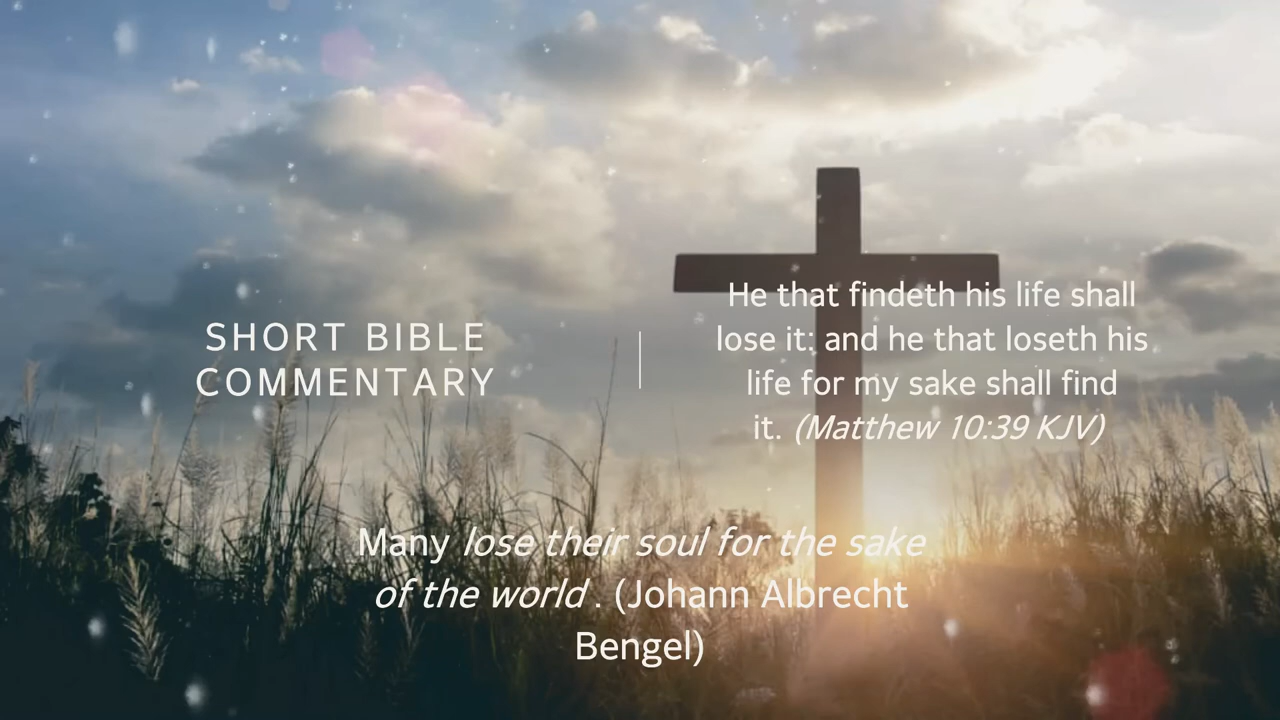 SHORT BIBLE
COMMENTARY
He that findeth his life shall
lose it: and he that loseth his
life for my sake shall find
it. (Matthew 10:39 KJV)
Many lose their soul for the sake
of the world . (Johann Albrecht
Bengel)